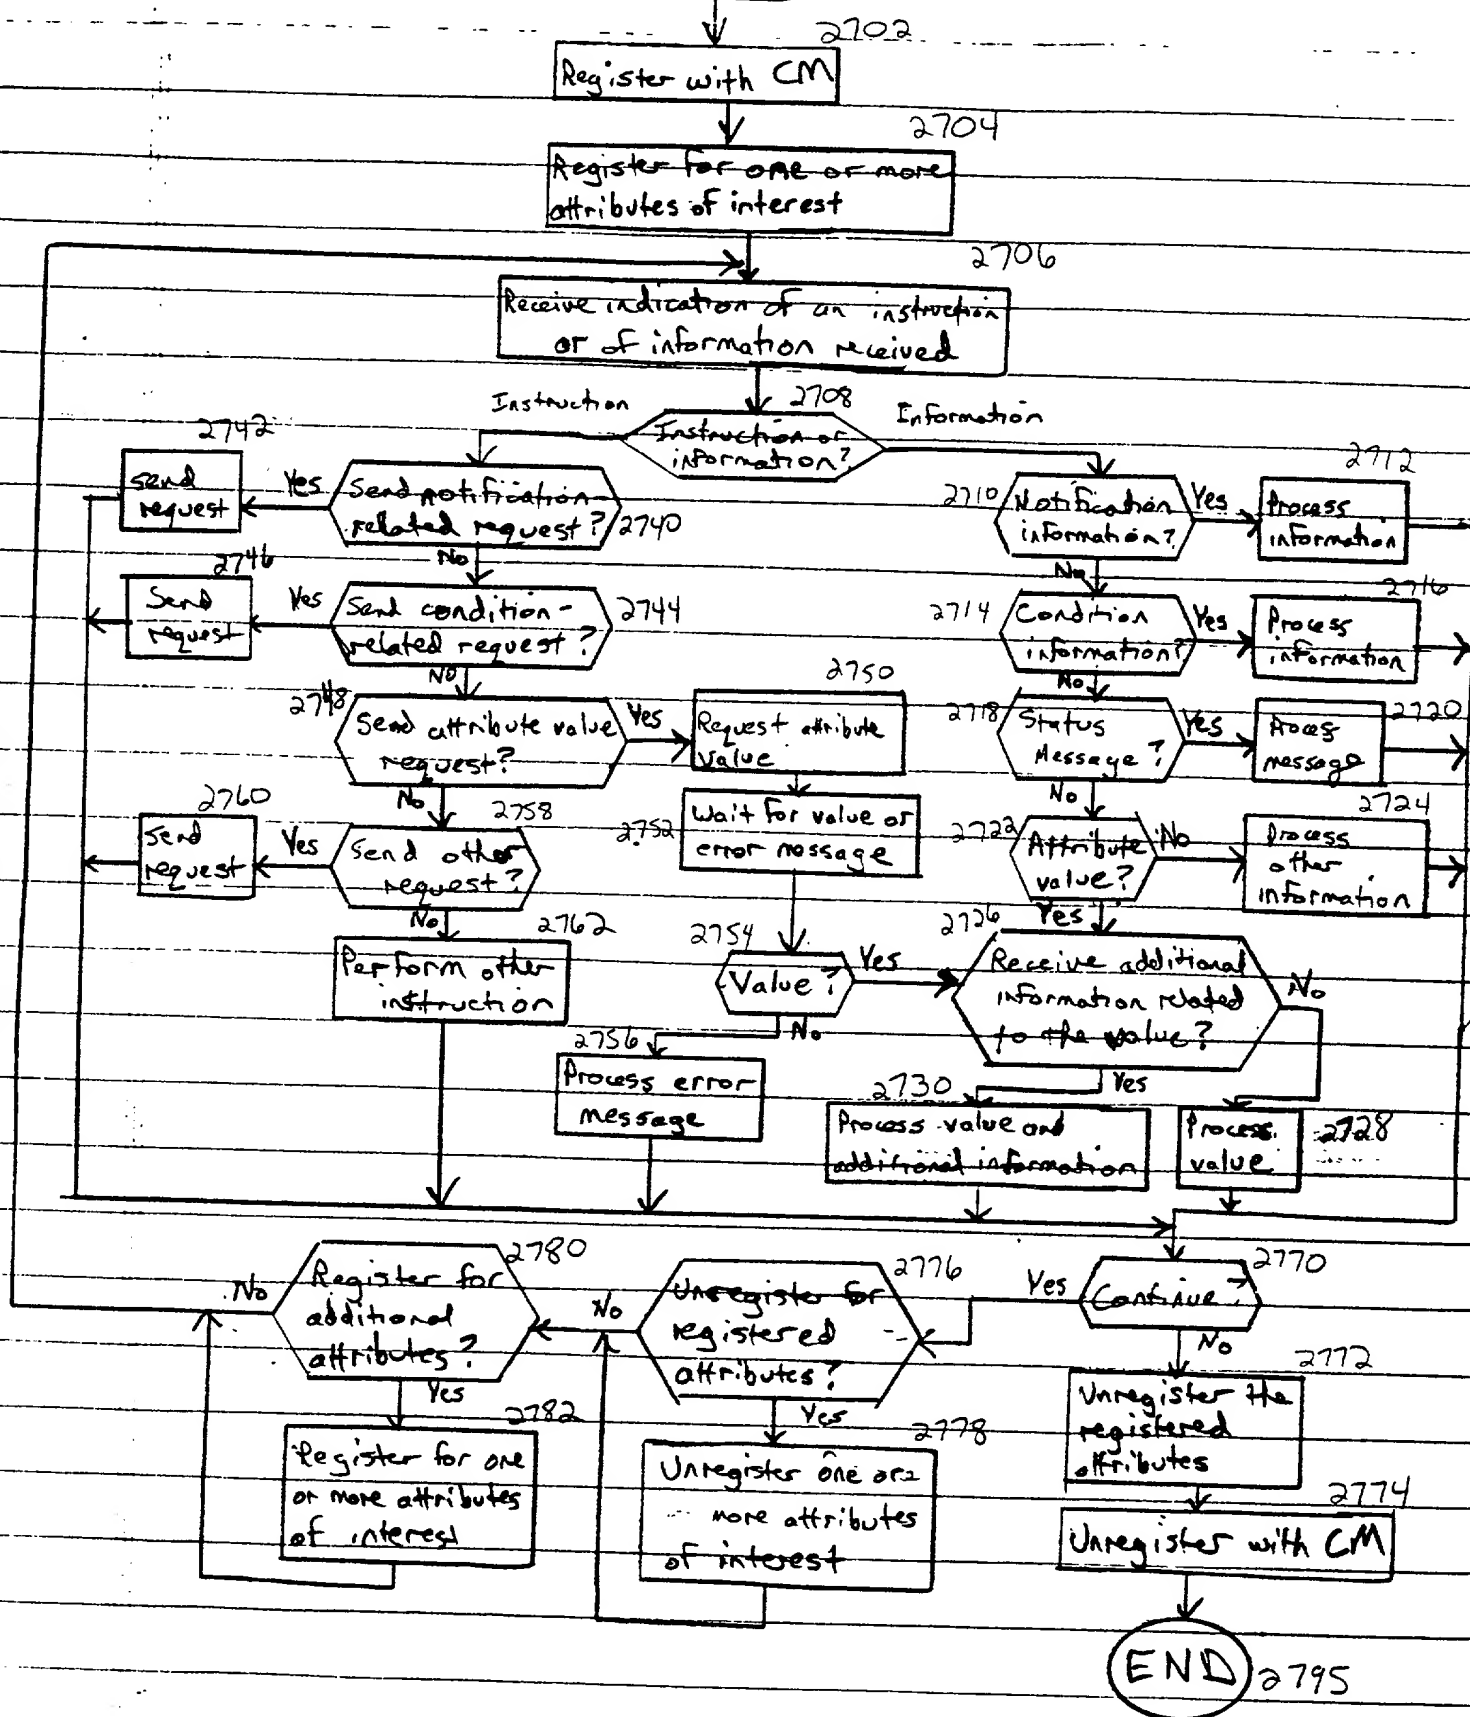 2702
Register with CM
2704
Register for one or more
attributes of interest
2706
Receive indication of an instruction
or of information received
2708
Instruction
Information
Instruction or
information?
2742
send
request
Yes
Send notification-
related request?
2740
No
2746
Send
request
Yes
Send condition-
related request?
2744
No
2748
Send attribute value
request?
Yes
2750
Request attribute
value
No
2752
Wait for value or
error message
2760
Send
request
Yes
2758
Send other
request?
No
2762
Perform other
instruction
2754
Value?
Yes
No
2756
Process error
message
2710
Notification
information?
Yes
2712
Process
information
No
2714
Condition
information?
Yes
2716
Process
information
No
2718
Status
Message?
Yes
2720
Process
message
No
2722
Attribute
value?
No
2724
Process
other
information
Yes
2726
Receive additional
information related
to the value?
No
Yes
2730
Process value and
additional information
2728
Process
value
2770
Continue?
Yes
No
2772
Unregister the
registered
attributes
2774
Unregister with CM
END
2795
2776
Unregister for
registered
attributes?
No
Yes
2778
Unregister one or
more attributes
of interest
2780
Register for
additional
attributes?
No
Yes
2782
Register for one
or more attributes
of interest